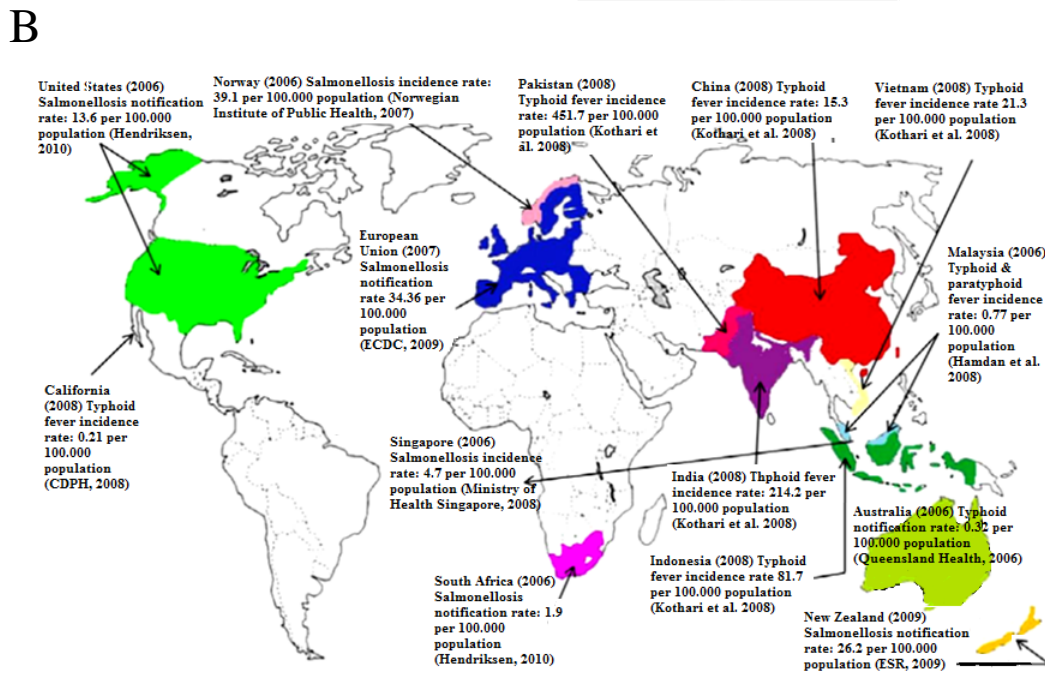 B
United States (2006)
Salmonellosis notification
rate: 13.6 per 100.000
population (Hendriksen,
2010)
Norway (2006) Salmonellosis incidence rate:
39.1 per 100.000 population (Norwegian
Institute of Public Health, 2007)
Pakistan (2008)
Typhoid fever incidence
rate: 451.7 per 100.000
population (Kothari et
al. 2008)
China (2008) Typhoid
fever incidence rate: 15.3
per 100.000 population
(Kothari et al. 2008)
Vietnam (2008) Typhoid
fever incidence rate 21.3
per 100.000 population
(Kothari et al. 2008)
European
Union (2007)
Salmonellosis
notification
rate 34.36 per
100.000
population
(ECDC, 2009)
Malaysia (2006)
Typhoid &
paratyphoid
fever incidence
rate: 0.77 per
100.000
population
(Hamdan et al.
2008)
California
(2008) Typhoid
fever incidence
rate: 0.21 per
100.000
population
(CDPH, 2008)
Singapore (2006)
Salmonellosis incidence
rate: 4.7 per 100.000
population (Ministry of
Health Singapore, 2008)
India (2008) Thphoid fever
incidence rate: 214.2 per
100.000 population
(Kothari et al. 2008)
Australia (2006) Typhoid
notification rate: 0.32 per
100.000 population
(Queensland Health, 2006)
Indonesia (2008) Typhoid
fever incidence rate 81.7
per 100.000 population
(Kothari et al. 2008)
South Africa (2006)
Salmonellosis
notification rate: 1.9
per 100.000
population
(Hendriksen, 2010)
New Zealand (2009)
Salmonellosis notification
rate: 26.2 per 100.000
population (ESR, 2009)